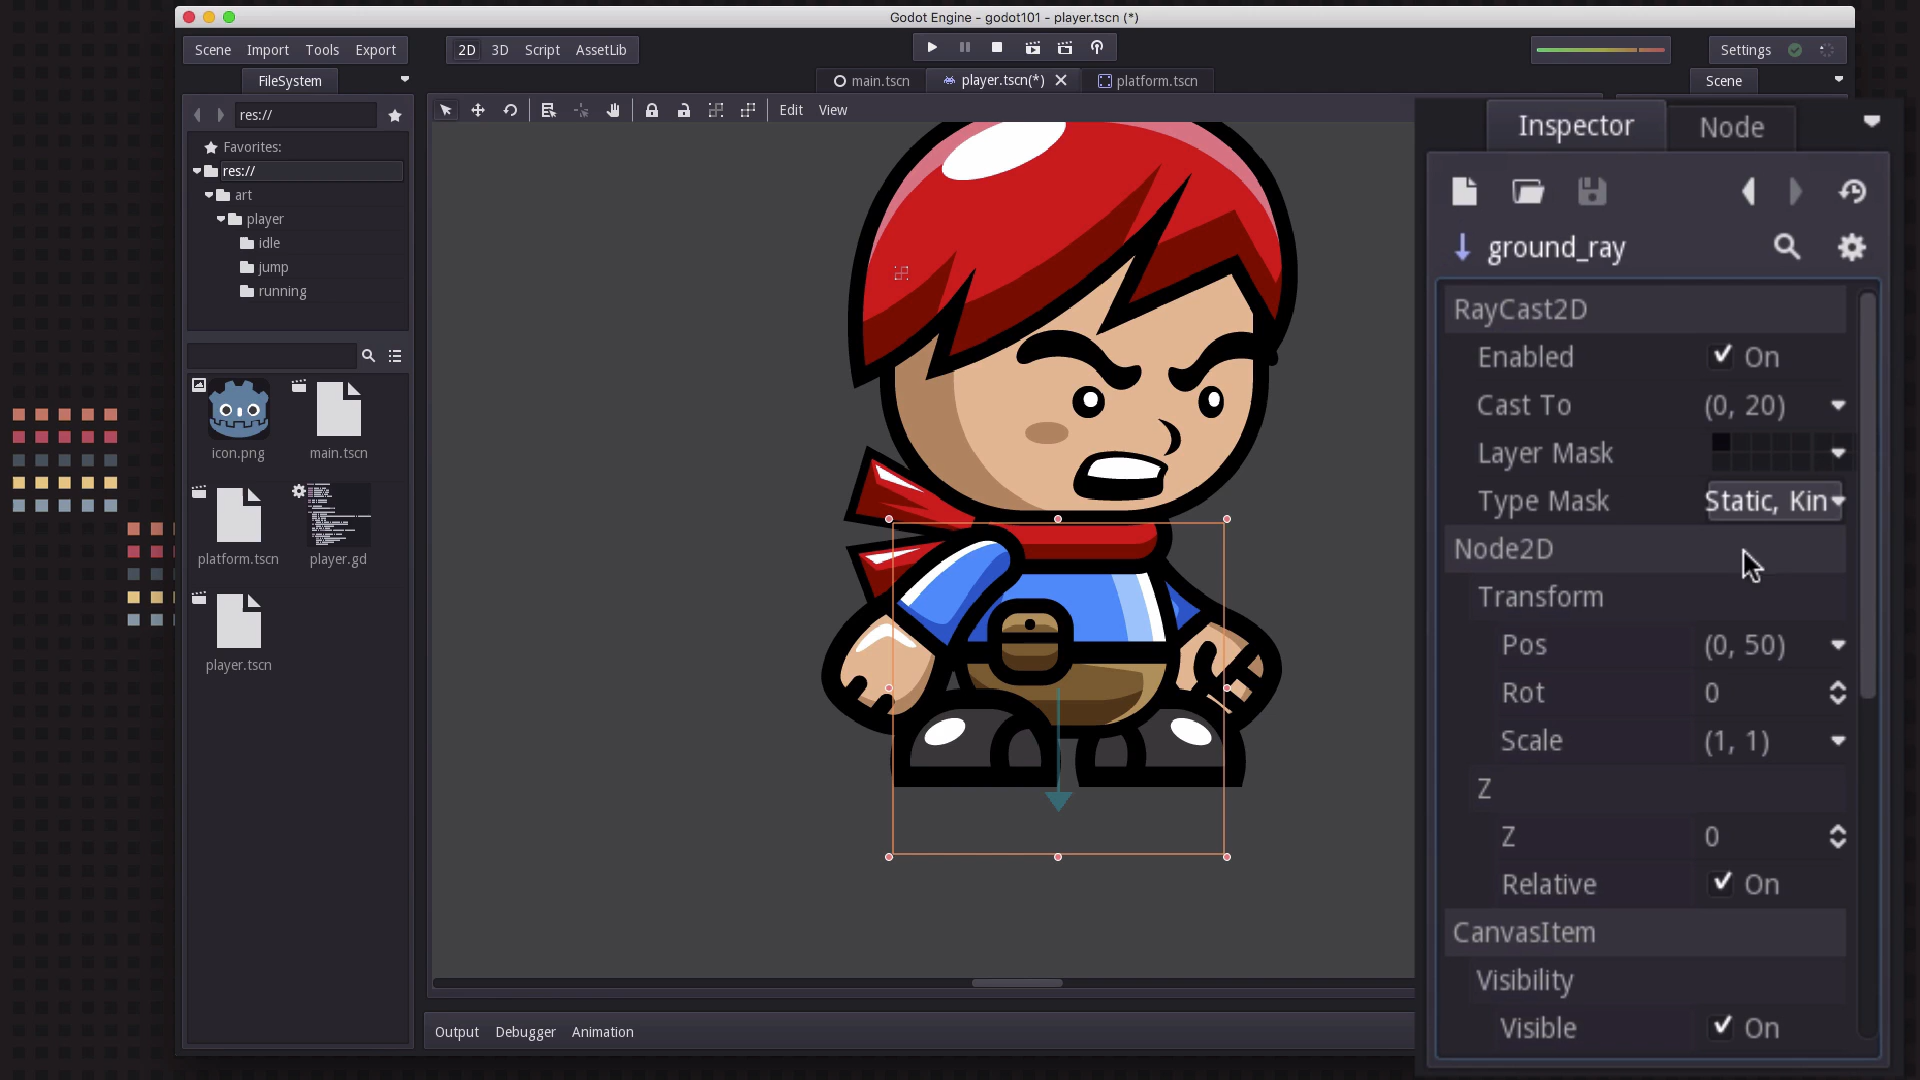 Godot Engine - godot101 - player.tscn (*)
Scene Import Tools Export
2D 3D Script AssetLib
Settings
FileSystem
main.tscn
player.tscn(*)
platform.tscn
Scene
res://
Edit View
Favorites:
res://
art
player
idle
jump
running
icon.png
main.tscn
platform.tscn
player.gd
player.tscn
Output Debugger Animation
Inspector
Node
ground_ray
RayCast2D
Enabled On
Cast To (0, 20)
Layer Mask
Type Mask Static, Kin
Node2D
Transform
Pos (0, 50)
Rot 0
Scale (1, 1)
Z
Z 0
Relative On
CanvasItem
Visibility
Visible On